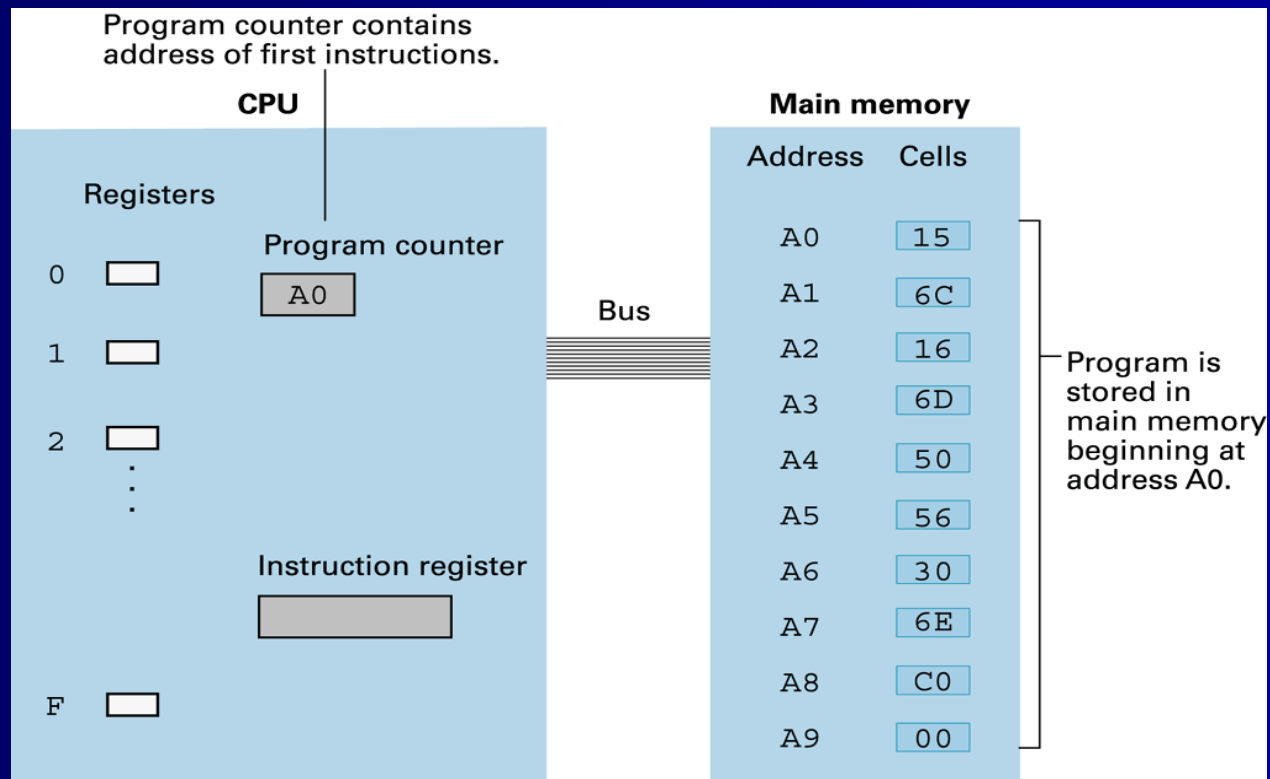 Program counter contains
address of first instructions.
CPU
Registers
Program counter
0
A0
1
2
Instruction register
F
Bus
Main memory
Address Cells
A0 15
A1 6C
A2 16
A3 6D
A4 50
A5 56
A6 30
A7 6E
A8 C0
A9 00
Program is
stored in
main memory
beginning at
address A0.